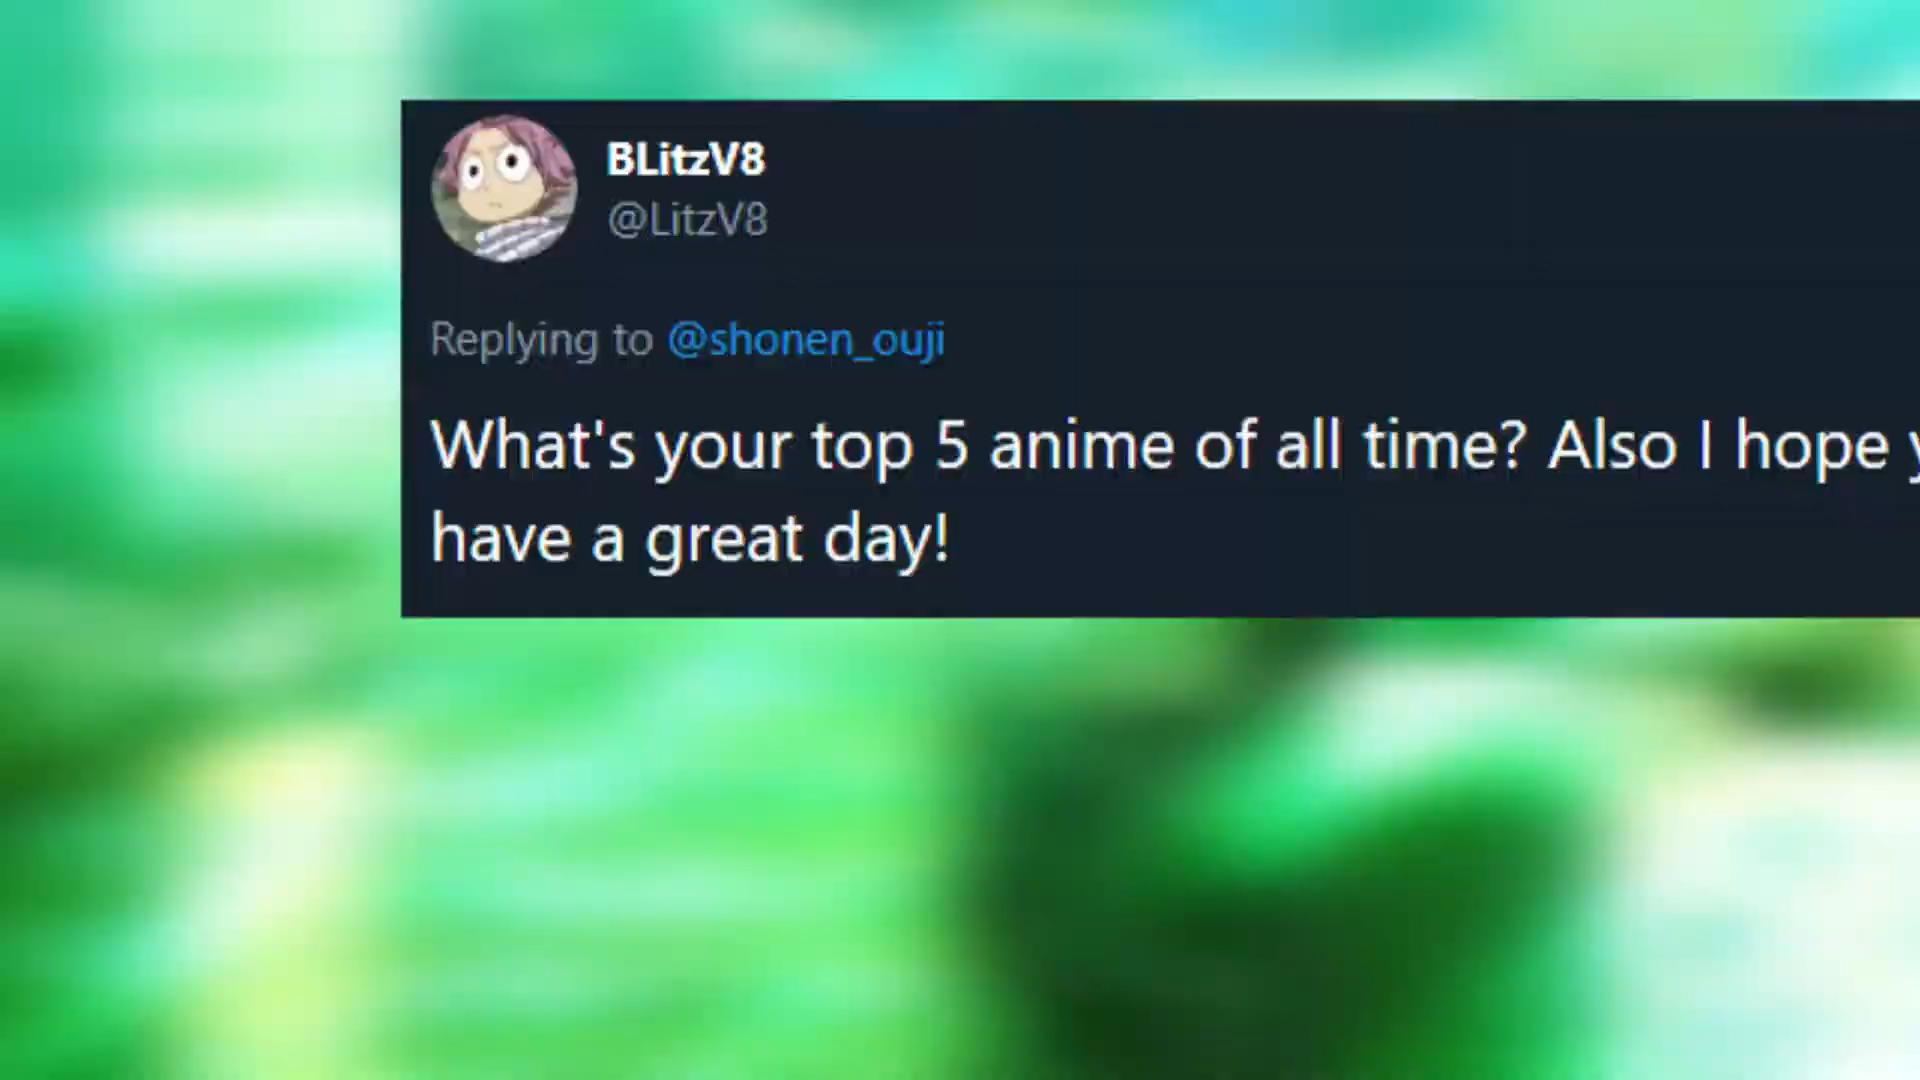 BLitzV8
@LitzV8
Replying to @shonen_ouji
What's your top 5 anime of all time? Also I hope
have a great day!